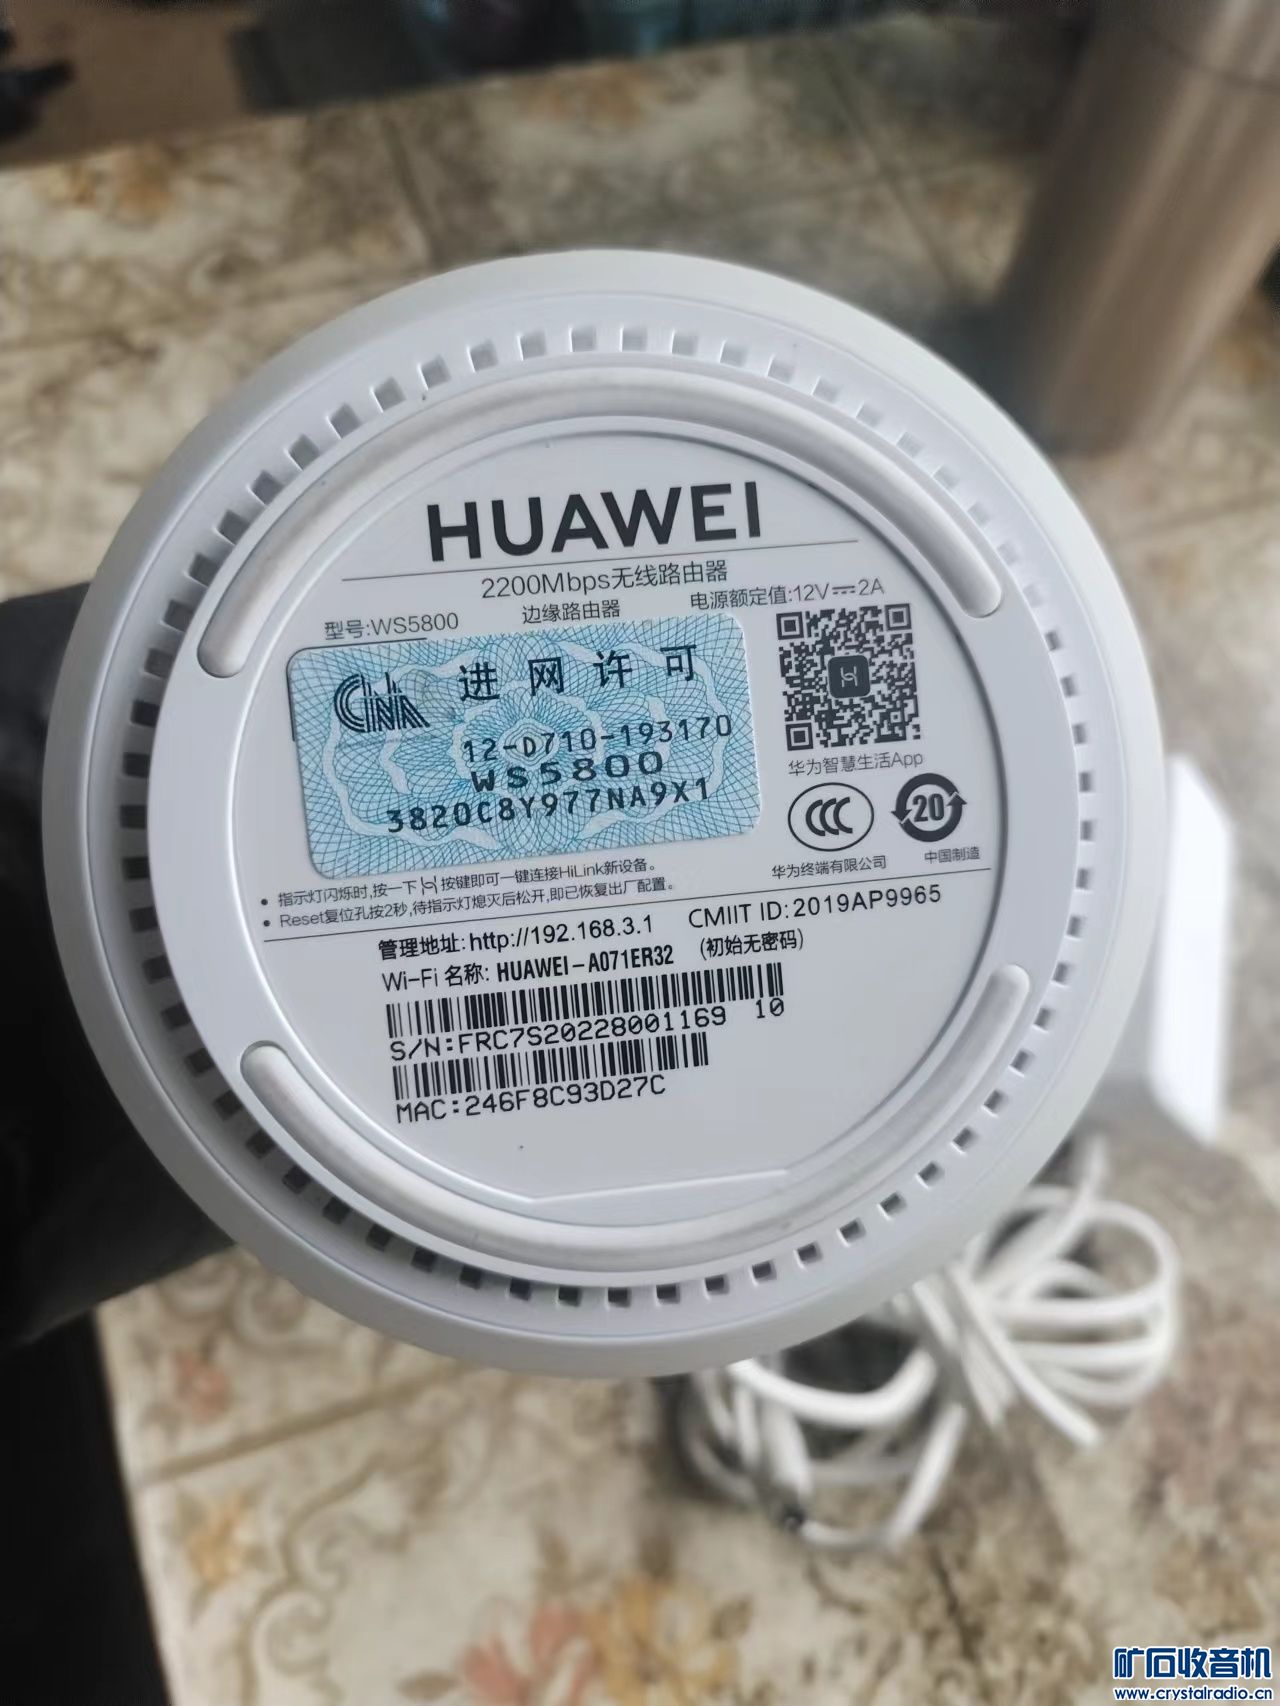 HUAWEI
2200Mbps无线路由器
型号:WS5800 边缘路由器 电源额定值:12V⎓2A
CNA 进网许可
12-D710-193170
WS5800
3820C8Y977NA9X1
华为智慧生活App
CCC 20
华为终端有限公司 中国制造
• 指示灯闪烁时,按一下 按键即可一键连接HiLink新设备。
• Reset复位孔按2秒,待指示灯熄灭后松开,即已恢复出厂配置。
管理地址: http://192.168.3.1 CMIIT ID: 2019AP9965
Wi-Fi 名称: HUAWEI-A071ER32 (初始无密码)
S/N:FRC7S20228001169 10
MAC:246F8C93D27C
矿石收音机
www.crystalradio.cn